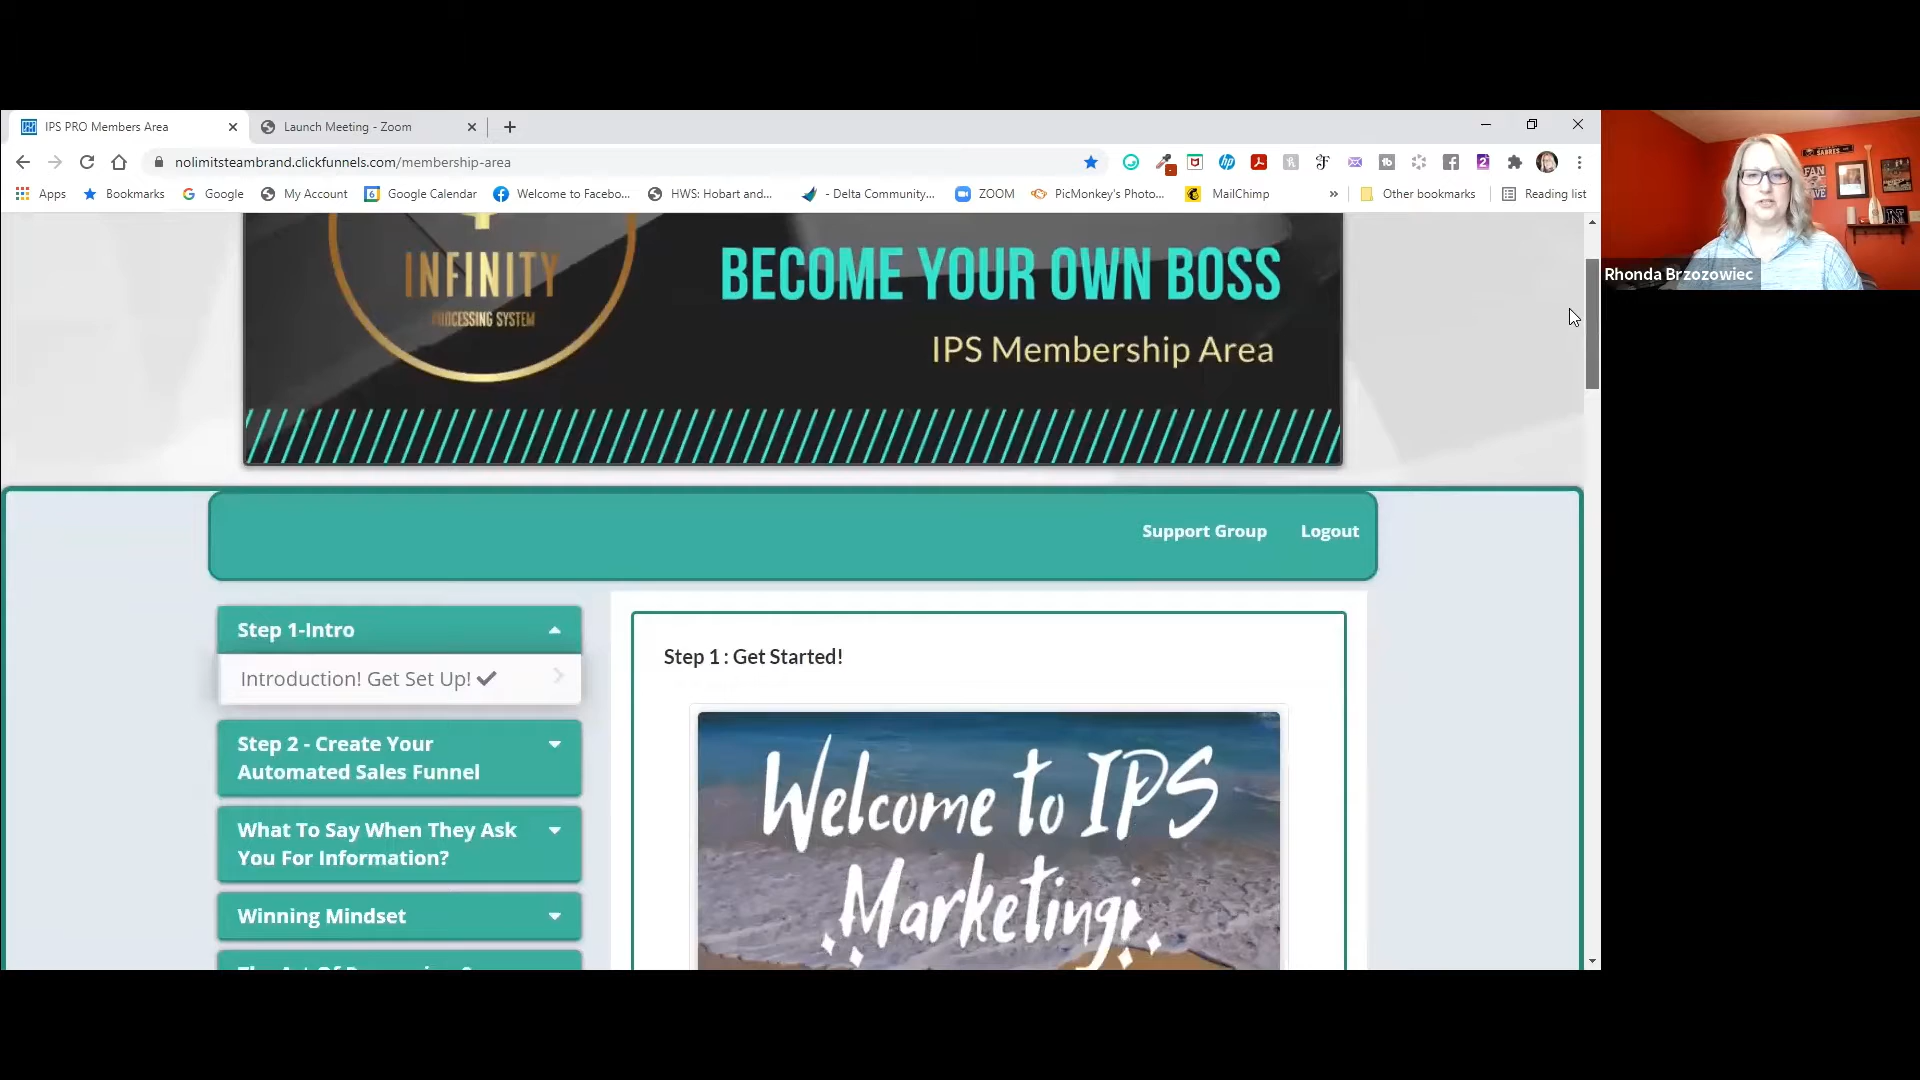 IPS PRO Members Area
Launch Meeting - Zoom
nolimitsteambrand.clickfunnels.com/membership-area
Apps
Bookmarks
Google
My Account
Google Calendar
Welcome to Facebo...
HWS: Hobart and...
- Delta Community...
ZOOM
PicMonkey's Photo...
MailChimp
»
Other bookmarks
Reading list
SABRES
FAN
N
Rhonda Brzozowiec
INFINITY
PROCESSING SYSTEM
BECOME YOUR OWN BOSS
IPS Membership Area
Support Group
Logout
Step 1-Intro
Introduction! Get Set Up!
Step 2 - Create Your
Automated Sales Funnel
What To Say When They Ask
You For Information?
Winning Mindset
Step 1 : Get Started!
Welcome to IPS
Marketing!